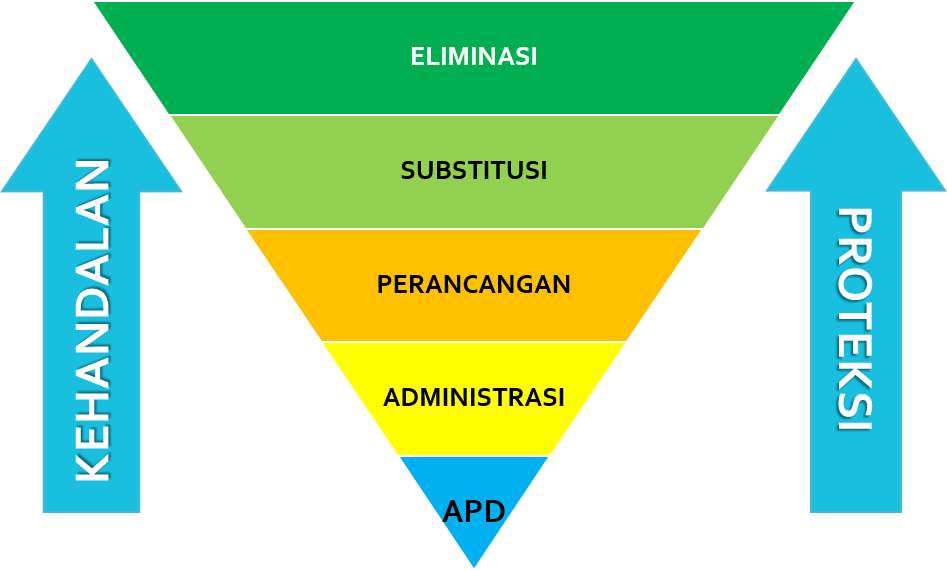 ELIMINASI
SUBSTITUSI
PERANCANGAN
ADMINISTRASI
APD
KEHANDALAN
PROTEKSI